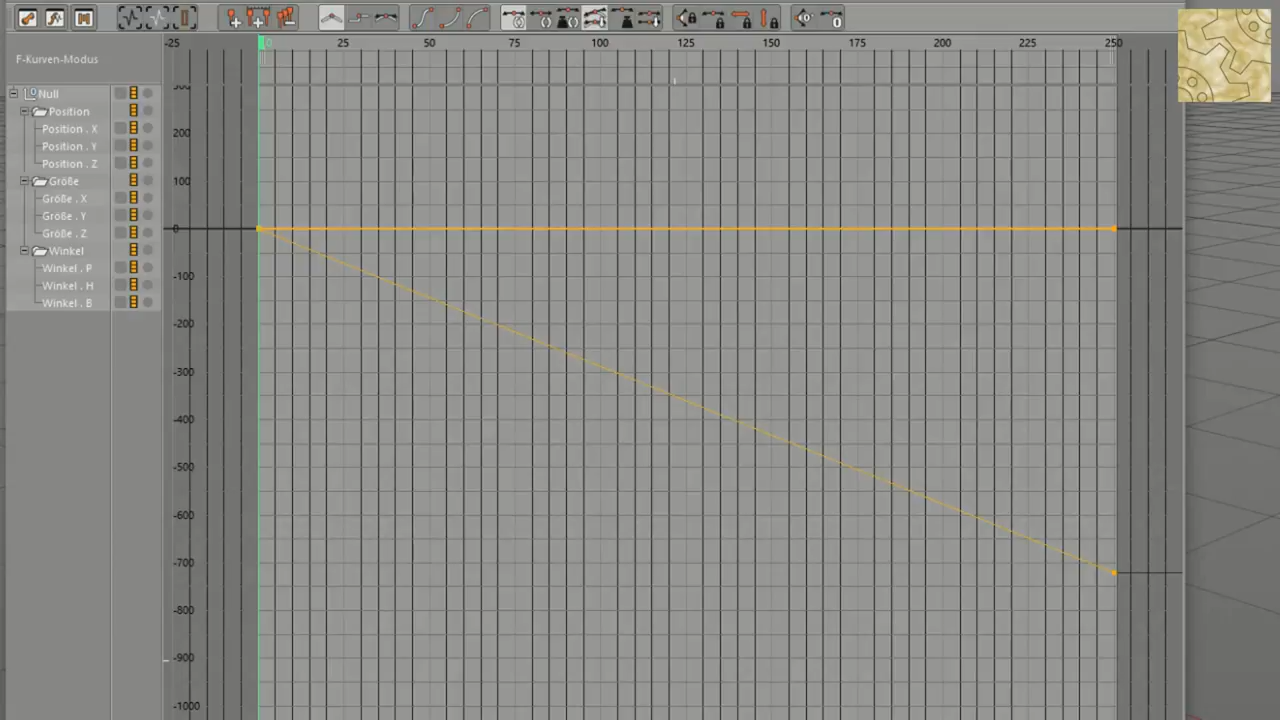 -25 0 25 50 75 100 125 150 175 200 225 250
F-Kurven-Modus
Null
Position
Position . X
Position . Y
Position . Z
Größe
Größe . X
Größe . Y
Größe . Z
Winkel
Winkel . P
Winkel . H
Winkel . B
300
200
100
0
-100
-200
-300
-400
-500
-600
-700
-800
-900
-1000